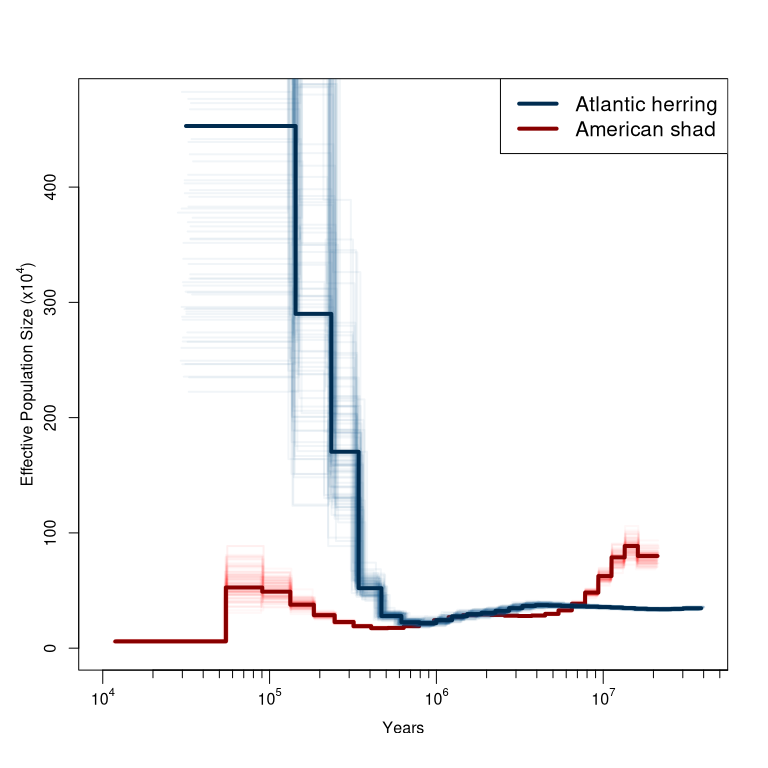 Atlantic herring
American shad
Effective Population Size (x10⁴)
400
300
200
100
0
10⁴ 10⁵ 10⁶ 10⁷
Years